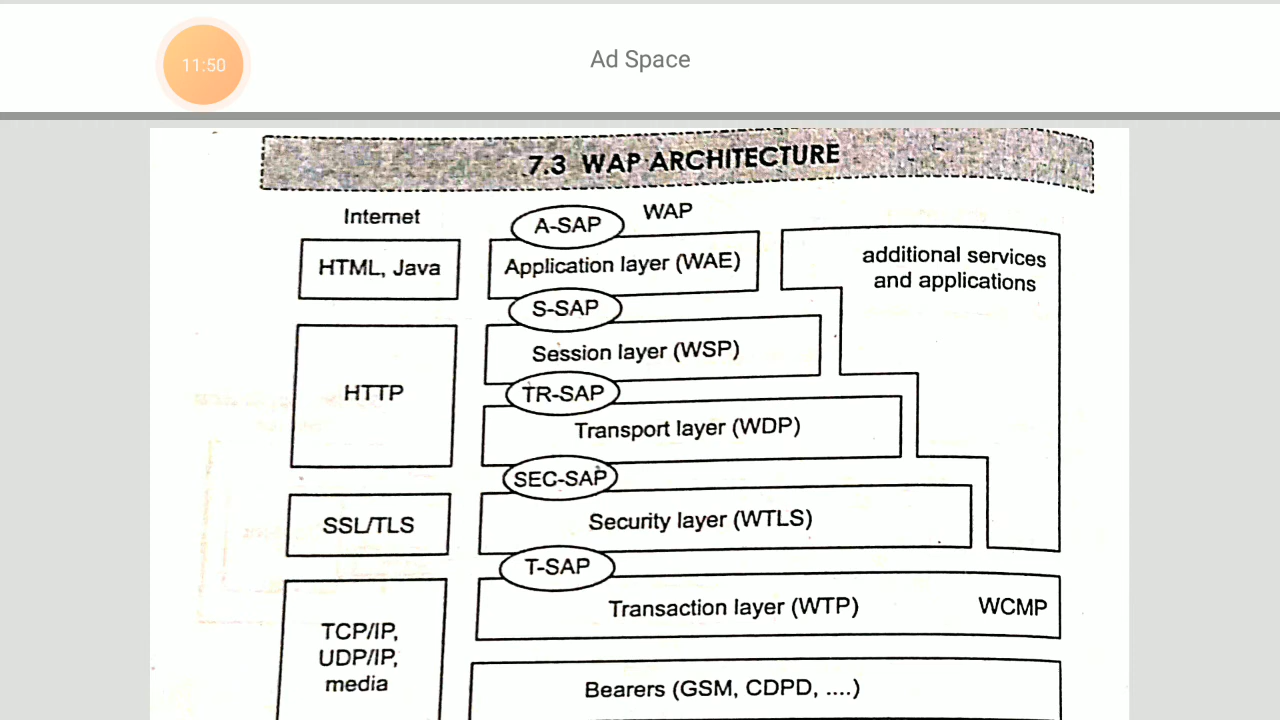 11:50
Ad Space
7.3 WAP ARCHITECTURE
Internet
WAP
A-SAP
HTML, Java
Application layer (WAE)
additional services
and applications
S-SAP
Session layer (WSP)
HTTP
TR-SAP
Transport layer (WDP)
SEC-SAP
SSL/TLS
Security layer (WTLS)
T-SAP
Transaction layer (WTP)
WCMP
TCP/IP,
UDP/IP,
media
Bearers (GSM, CDPD, ....)